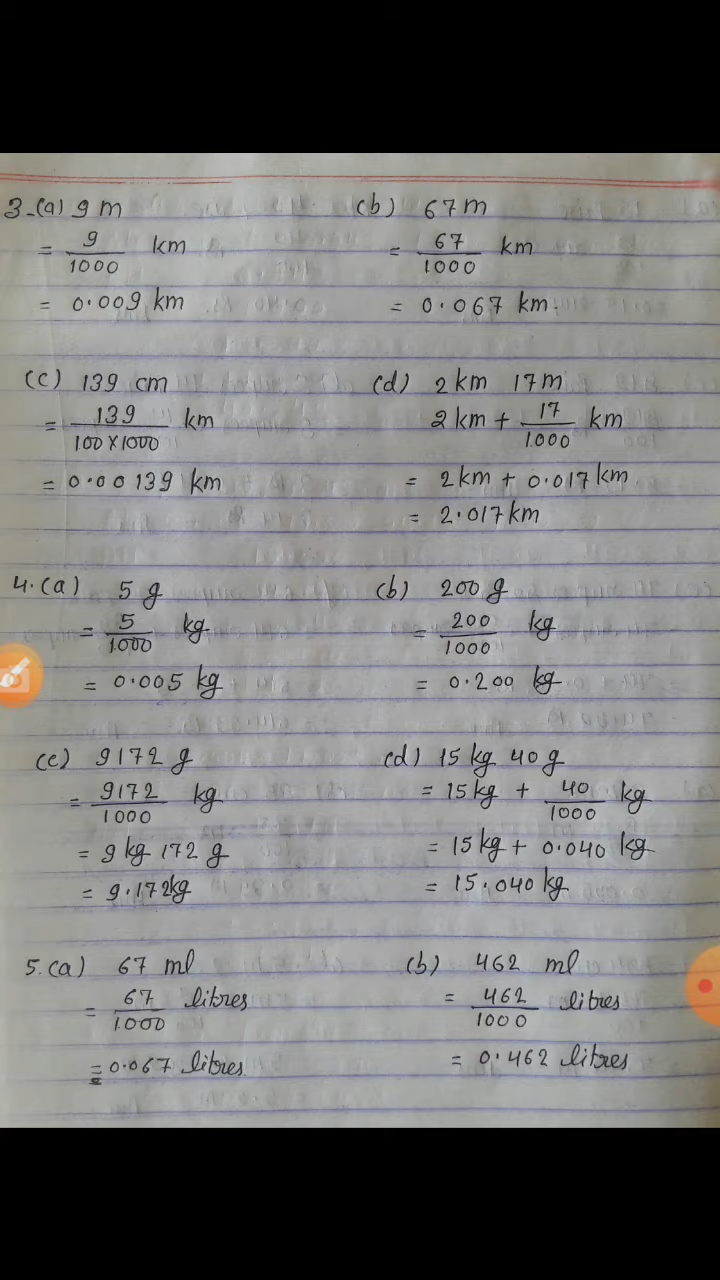 3-(a) 9 m
= 9/1000 km
= 0.009 km
(b) 67 m
= 67/1000 km
= 0.067 km.
(c) 139 cm
= 139/100×1000 km
= 0.00139 km
(d) 2 km 17 m
2 km + 17/1000 km
= 2 km + 0.017 km
= 2.017 km
4. (a) 5 g
= 5/1000 kg
= 0.005 kg
(b) 200 g
= 200/1000 kg
= 0.200 kg
(c) 9172 g
= 9172/1000 kg
= 9 kg 172 g
= 9.172kg
(d) 15 kg 40 g
= 15 kg + 40/1000 kg
= 15 kg + 0.040 kg
= 15.040 kg
5. (a) 67 ml
= 67/1000 litres
= 0.067 litres
(b) 462 ml
= 462/1000 litres
= 0.462 litres